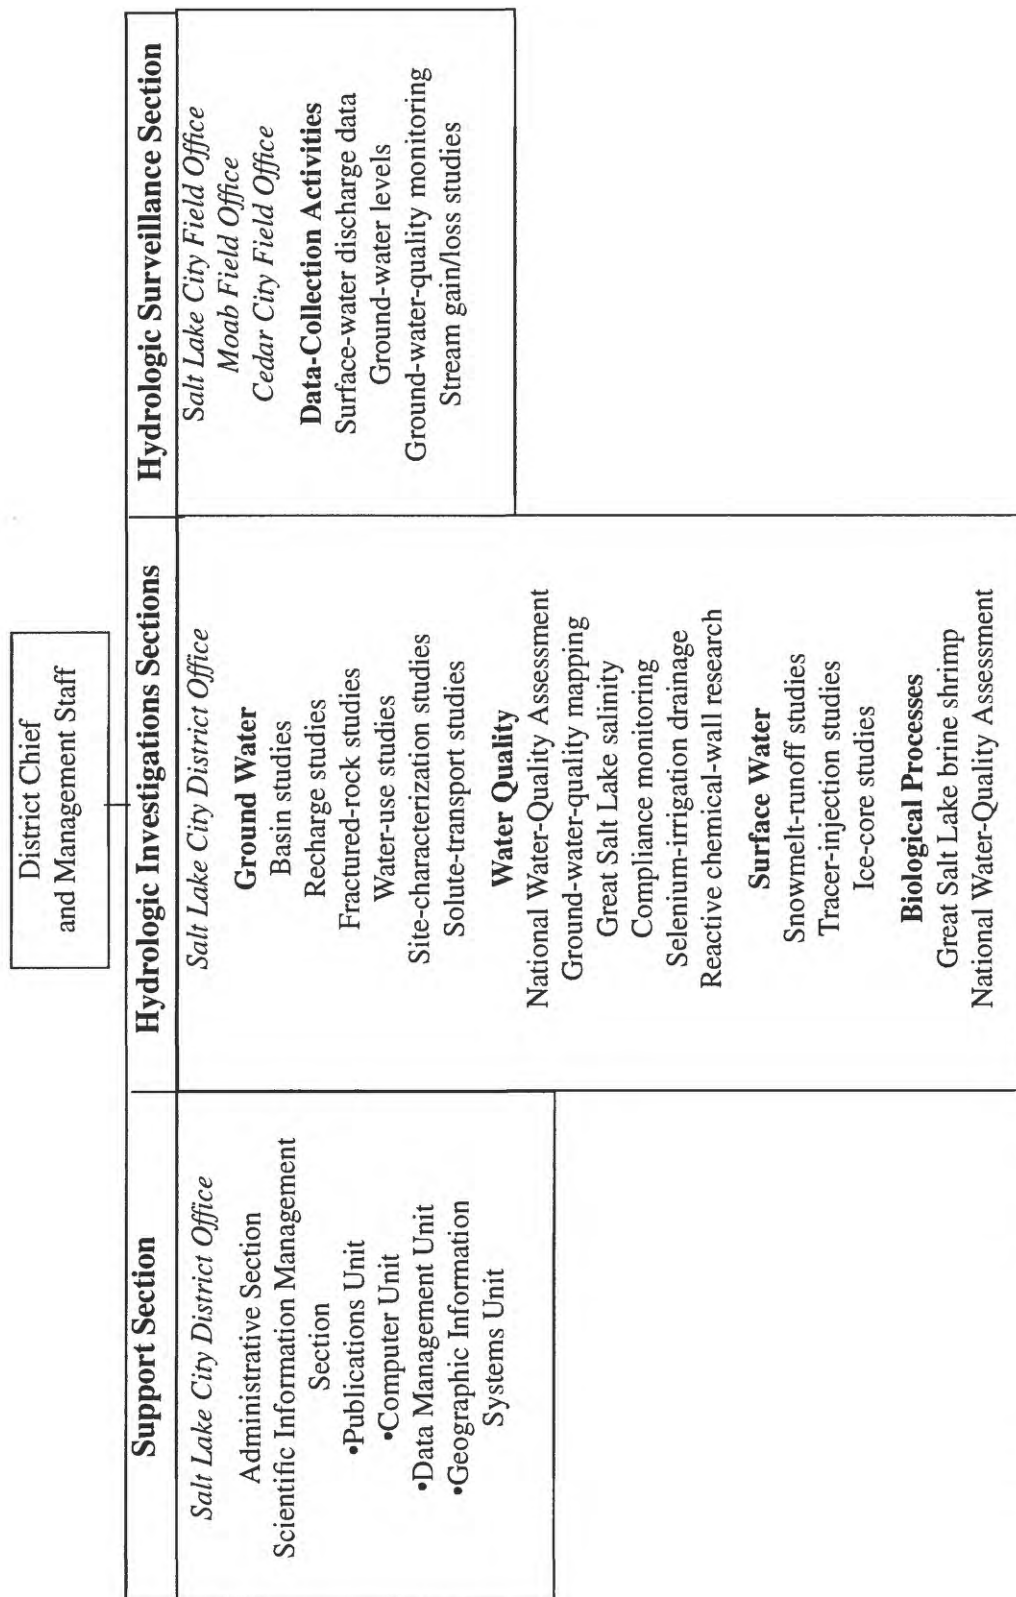 District Chief
and Management Staff
Support Section
Salt Lake City District Office
Administrative Section
Scientific Information Management
Section
•Publications Unit
•Computer Unit
•Data Management Unit
•Geographic Information
Systems Unit
Hydrologic Investigations Sections
Salt Lake City District Office
Ground Water
Basin studies
Recharge studies
Fractured-rock studies
Water-use studies
Site-characterization studies
Solute-transport studies
Water Quality
National Water-Quality Assessment
Ground-water-quality mapping
Great Salt Lake salinity
Compliance monitoring
Selenium-irrigation drainage
Reactive chemical-wall research
Surface Water
Snowmelt-runoff studies
Tracer-injection studies
Ice-core studies
Biological Processes
Great Salt Lake brine shrimp
National Water-Quality Assessment
Hydrologic Surveillance Section
Salt Lake City Field Office
Moab Field Office
Cedar City Field Office
Data-Collection Activities
Surface-water discharge data
Ground-water levels
Ground-water-quality monitoring
Stream gain/loss studies